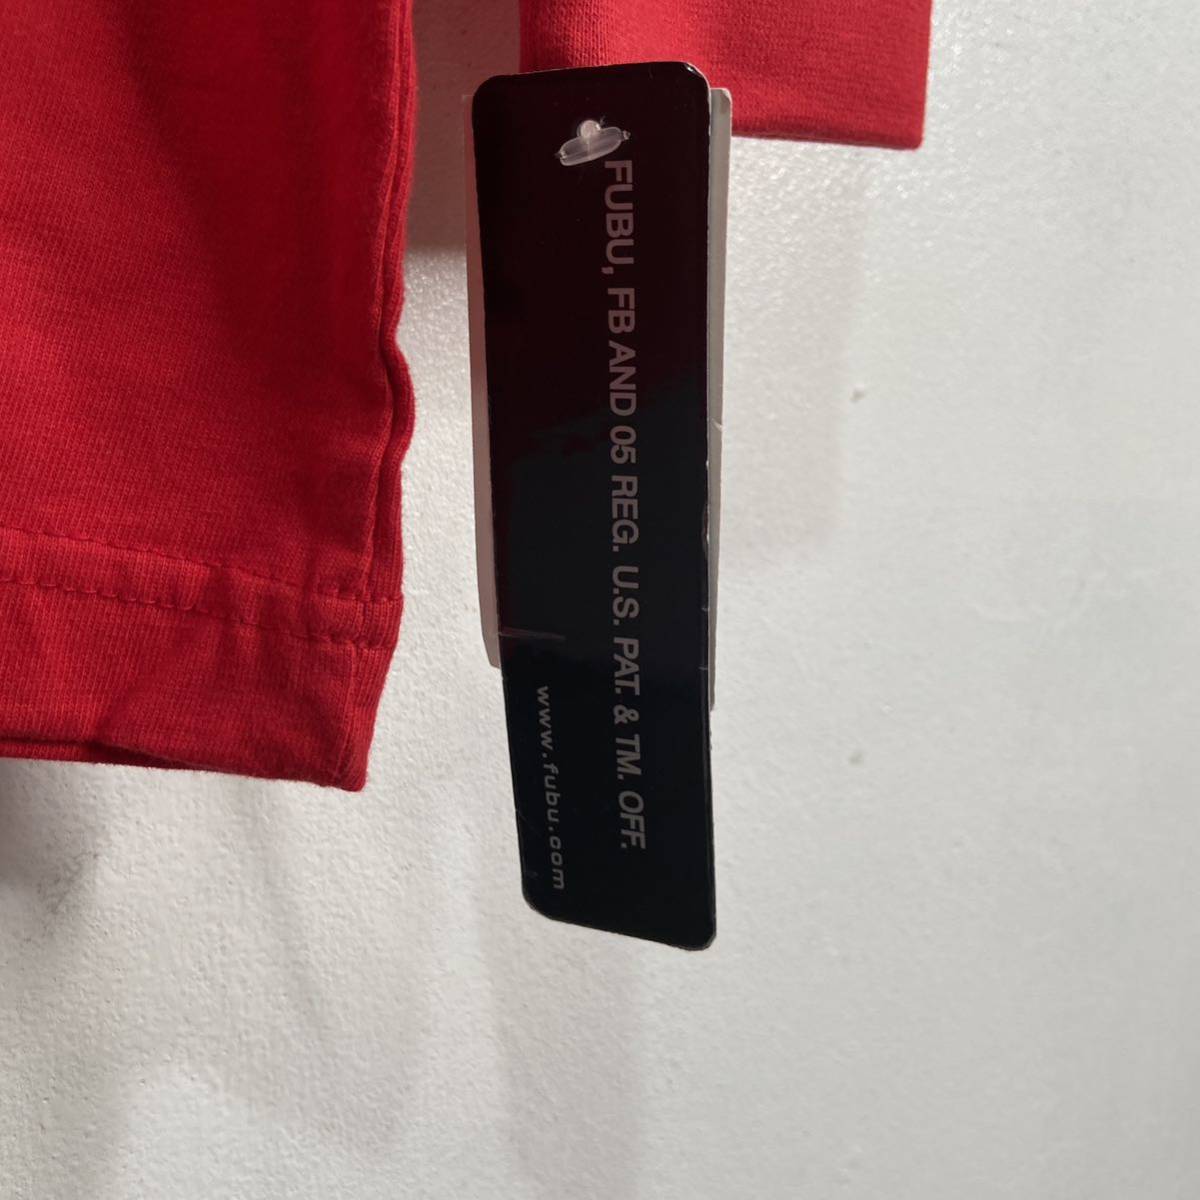 FUBU, FB AND 05 REG. U.S. PAT. & TM. OFF.
www.fubu.com